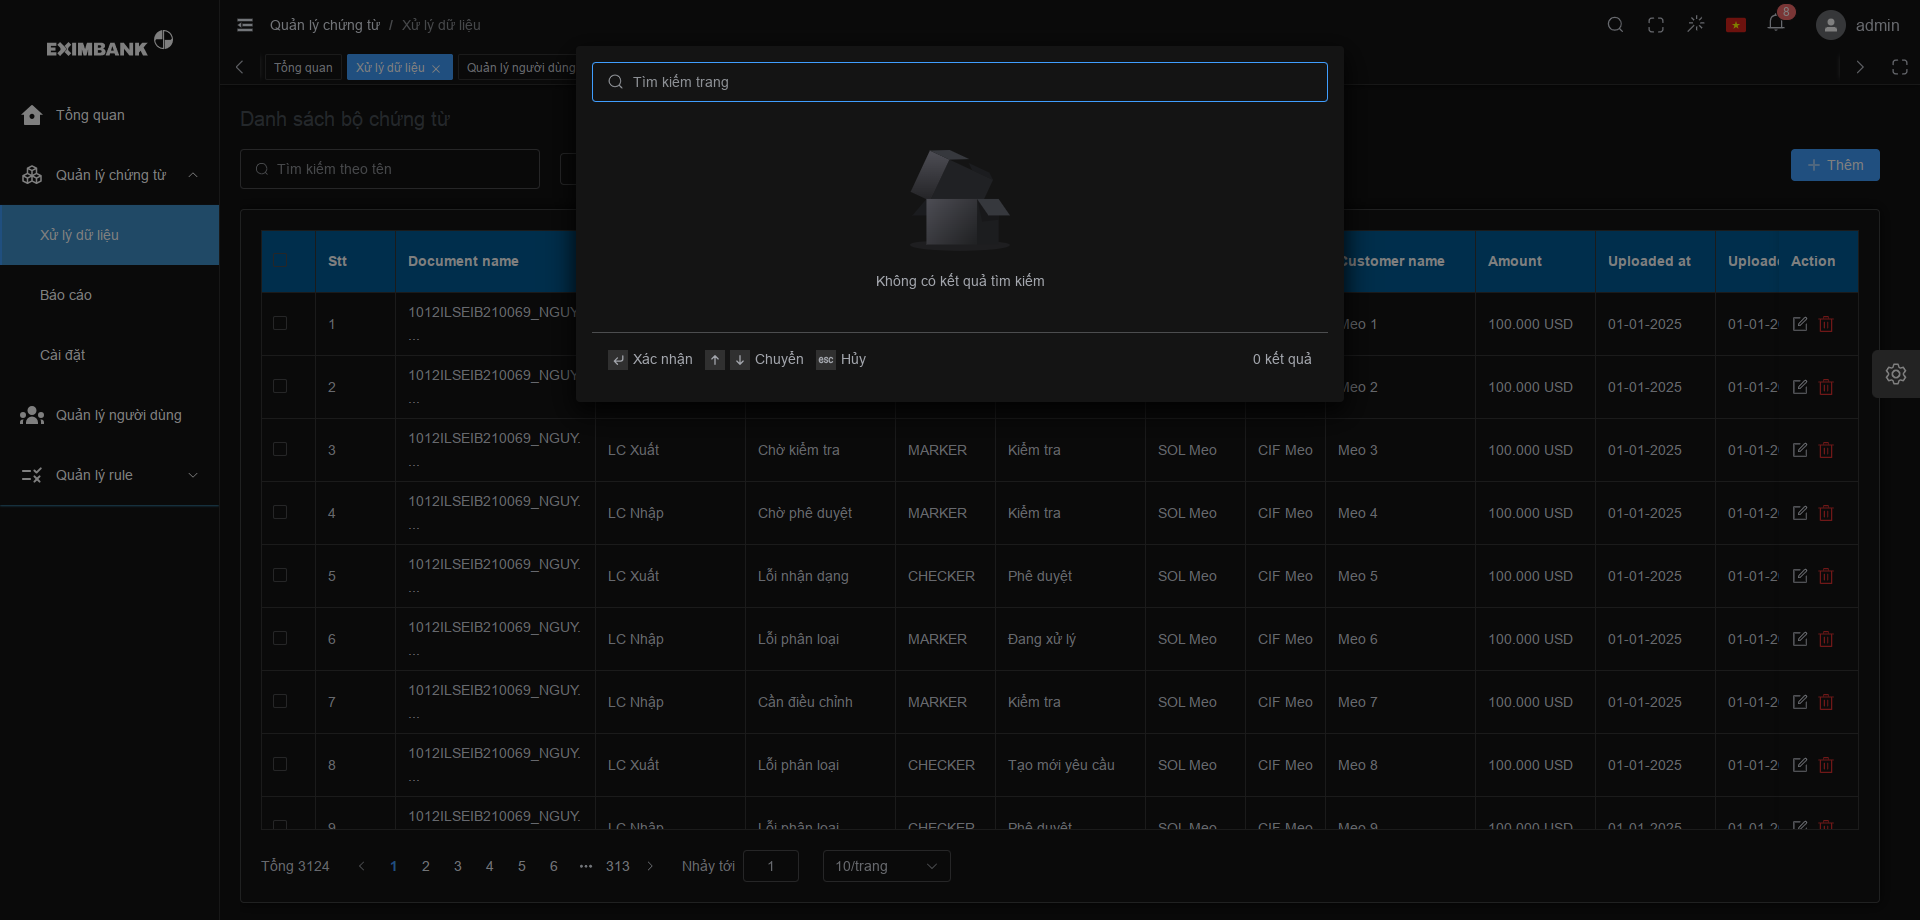 EXIMBANK
Quản lý chứng từ / Xử lý dữ liệu
8
admin
Tổng quan
Xử lý dữ liệu
Quản lý người dùng
Tìm kiếm trang
Không có kết quả tìm kiếm
Xác nhận
Chuyển
esc Hủy
0 kết quả
Tổng quan
Quản lý chứng từ
Xử lý dữ liệu
Báo cáo
Cài đặt
Quản lý người dùng
Quản lý rule
Danh sách bộ chứng từ
Tìm kiếm theo tên
Thêm
Stt Document name Customer name Amount Uploaded at Uploade Action
1 1012ILSEIB210069_NGUY Meo 1 100.000 USD 01-01-2025 01-01-2
...
2 1012ILSEIB210069_NGUY Meo 2 100.000 USD 01-01-2025 01-01-2
...
3 1012ILSEIB210069_NGUY. LC Xuất Chờ kiểm tra MARKER Kiểm tra SOL Meo CIF Meo Meo 3 100.000 USD 01-01-2025 01-01-2
...
4 1012ILSEIB210069_NGUY. LC Nhập Chờ phê duyệt MARKER Kiểm tra SOL Meo CIF Meo Meo 4 100.000 USD 01-01-2025 01-01-2
...
5 1012ILSEIB210069_NGUY. LC Xuất Lỗi nhận dạng CHECKER Phê duyệt SOL Meo CIF Meo Meo 5 100.000 USD 01-01-2025 01-01-2
...
6 1012ILSEIB210069_NGUY. LC Nhập Lỗi phân loại MARKER Đang xử lý SOL Meo CIF Meo Meo 6 100.000 USD 01-01-2025 01-01-2
...
7 1012ILSEIB210069_NGUY. LC Nhập Cần điều chỉnh MARKER Kiểm tra SOL Meo CIF Meo Meo 7 100.000 USD 01-01-2025 01-01-2
...
8 1012ILSEIB210069_NGUY. LC Xuất Lỗi phân loại CHECKER Tạo mới yêu cầu SOL Meo CIF Meo Meo 8 100.000 USD 01-01-2025 01-01-2
...
9 1012ILSEIB210069_NGUY. LC Nhập Lỗi phân loại CHECKER Phê duyệt SOL Meo CIF Meo Meo 9 100.000 USD 01-01-2025 01-01-2
Tổng 3124 1 2 3 4 5 6 ••• 313 Nhảy tới 1 10/trang